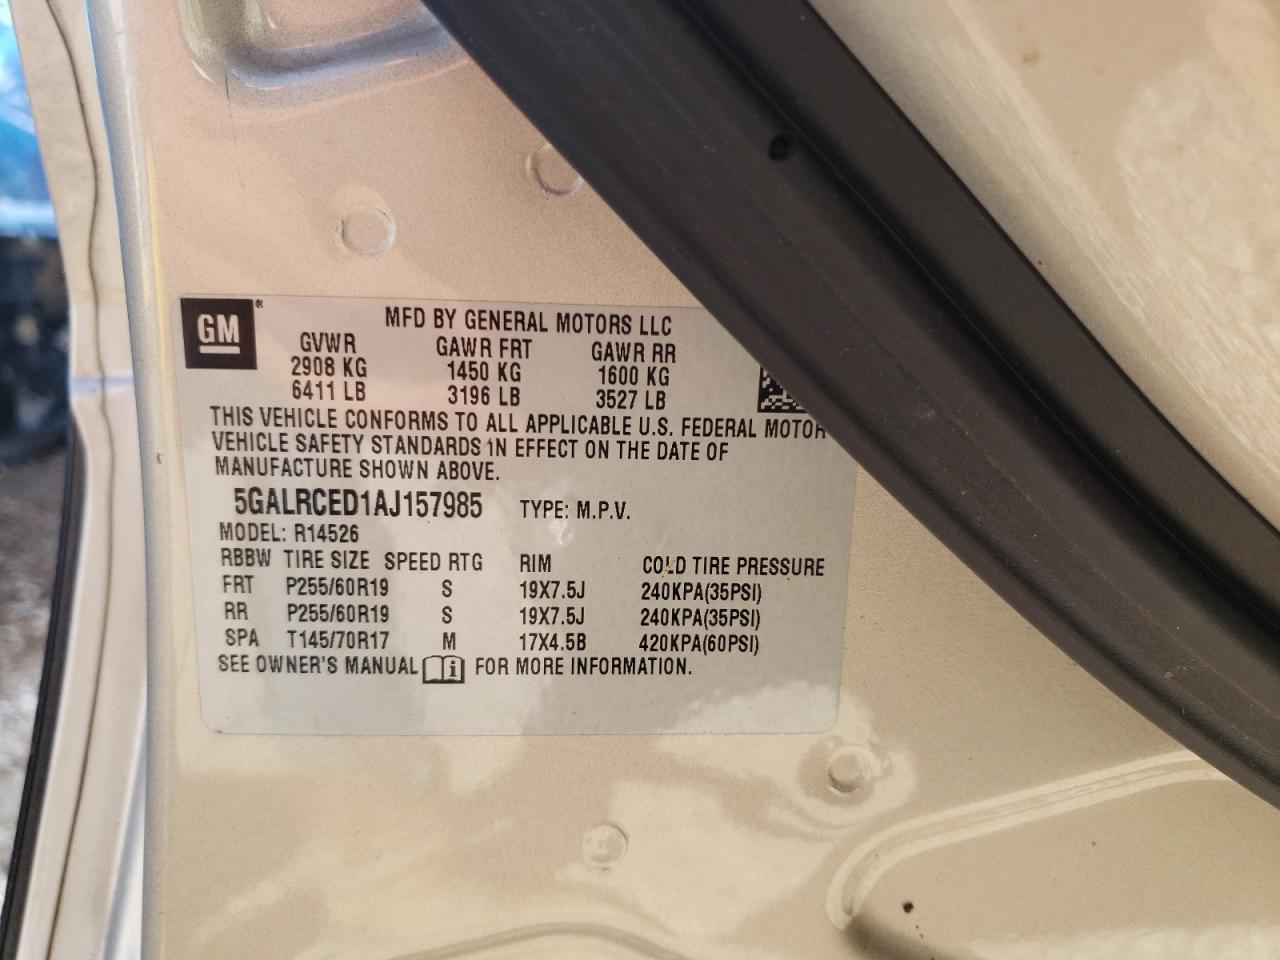 GM ®
MFD BY GENERAL MOTORS LLC
GVWR GAWR FRT GAWR RR
2908 KG 1450 KG 1600 KG
6411 LB 3196 LB 3527 LB
THIS VEHICLE CONFORMS TO ALL APPLICABLE U.S. FEDERAL MOTOR
VEHICLE SAFETY STANDARDS IN EFFECT ON THE DATE OF
MANUFACTURE SHOWN ABOVE.
5GALRCED1AJ157985 TYPE: M.P.V.
MODEL: R14526
RBBW TIRE SIZE SPEED RTG RIM COLD TIRE PRESSURE
FRT P255/60R19 S 19X7.5J 240KPA(35PSI)
RR P255/60R19 S 19X7.5J 240KPA(35PSI)
SPA T145/70R17 M 17X4.5B 420KPA(60PSI)
SEE OWNER'S MANUAL i FOR MORE INFORMATION.